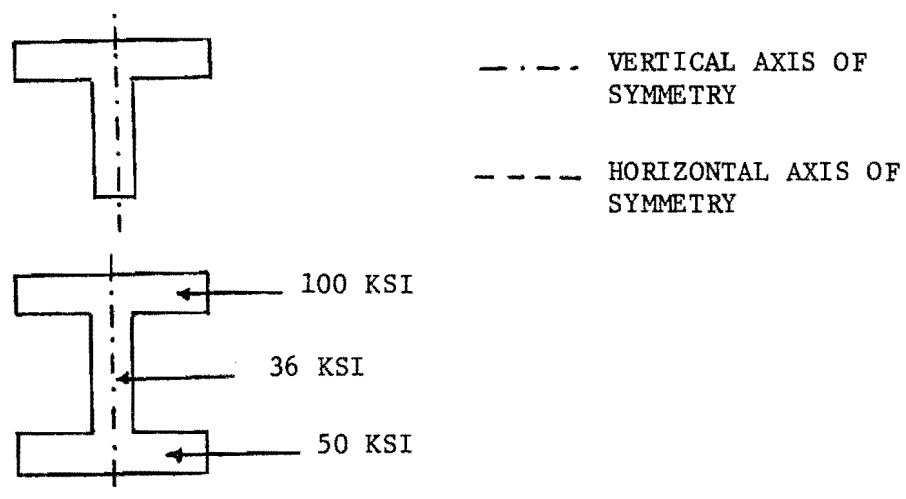 VERTICAL AXIS OF
SYMMETRY
HORIZONTAL AXIS OF
SYMMETRY
100 KSI
36 KSI
50 KSI